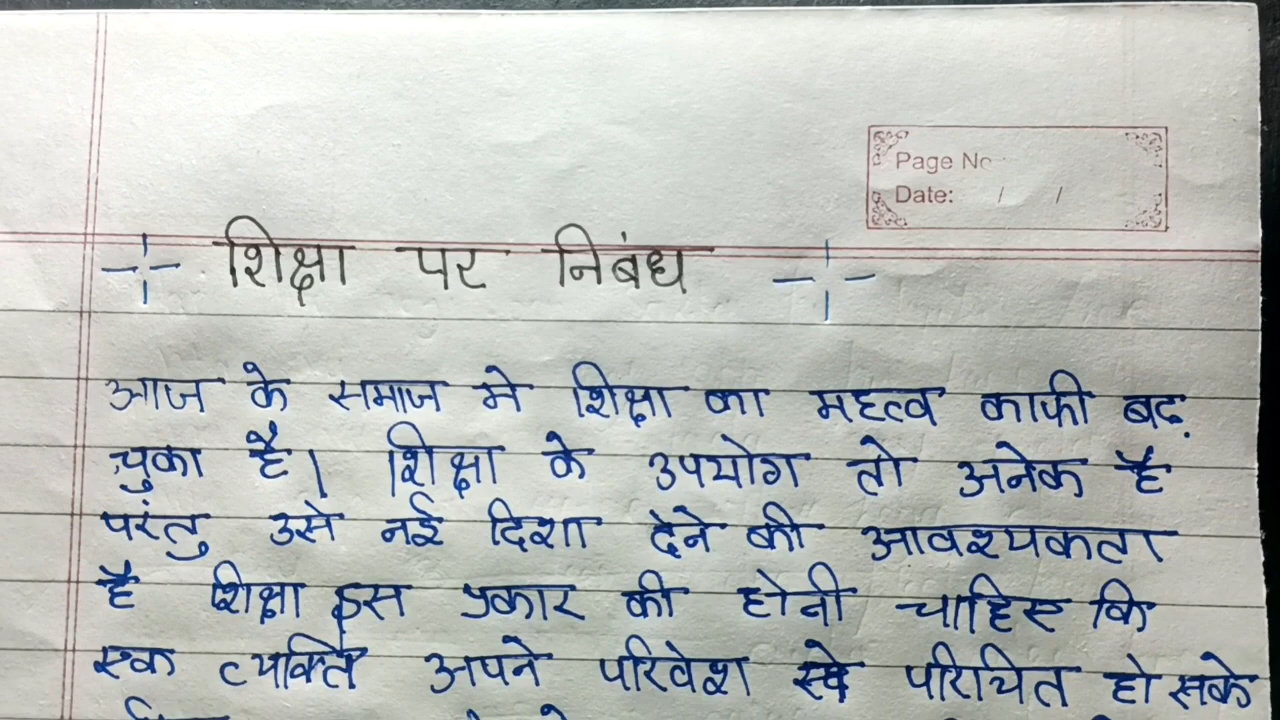 Page No
Date: / /
शिक्षा पर निबंध
आज के समाज मे शिक्षा का महत्व काफी बढ़
चुका है। शिक्षा के उपयोग तो अनेक है
परंतु उसे नई दिशा देने की आवश्यकता
है शिक्षा इस प्रकार की होनी चाहिए कि
एक व्यक्ति अपने परिवेश से परिचित हो सके